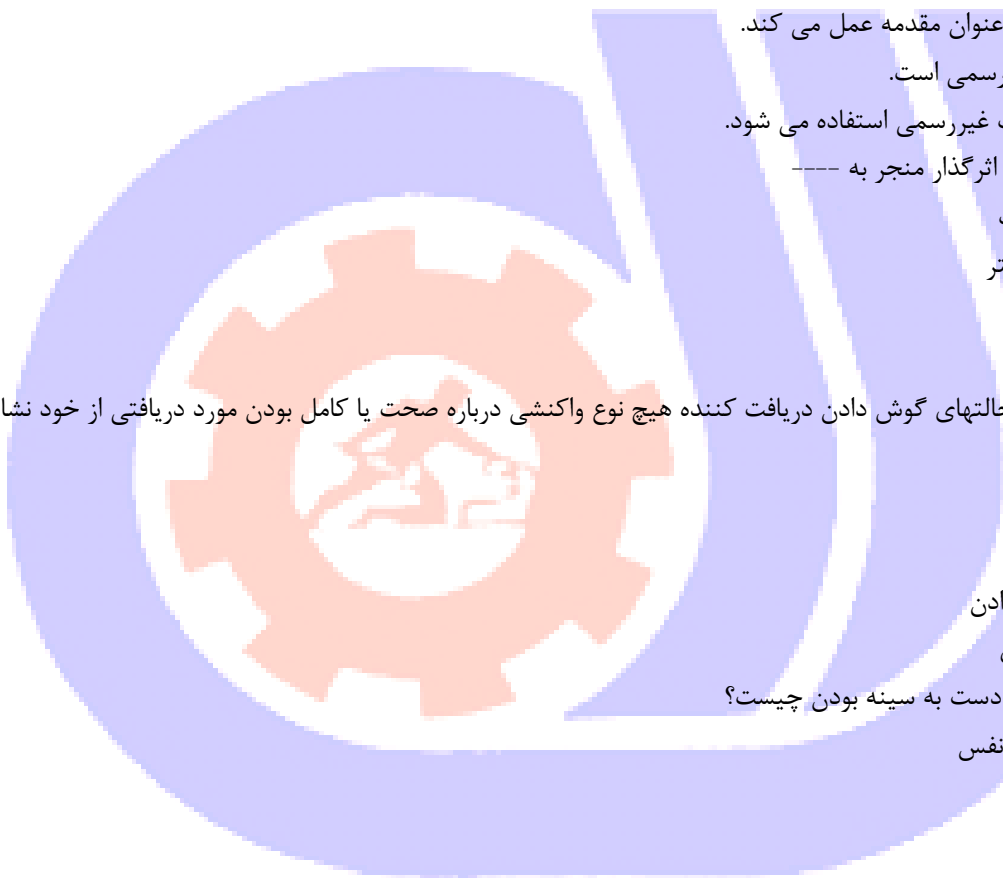 عنوان مقدمه عمل می کند.
رسمی است.
غیررسمی استفاده می شود.
اثرگذار منجر به ----
تر
حالتهای گوش دادن دریافت کننده هیچ نوع واکنشی درباره صحت یا کامل بودن مورد دریافتی از خود نشا
ادن
دست به سینه بودن چیست؟
نفس